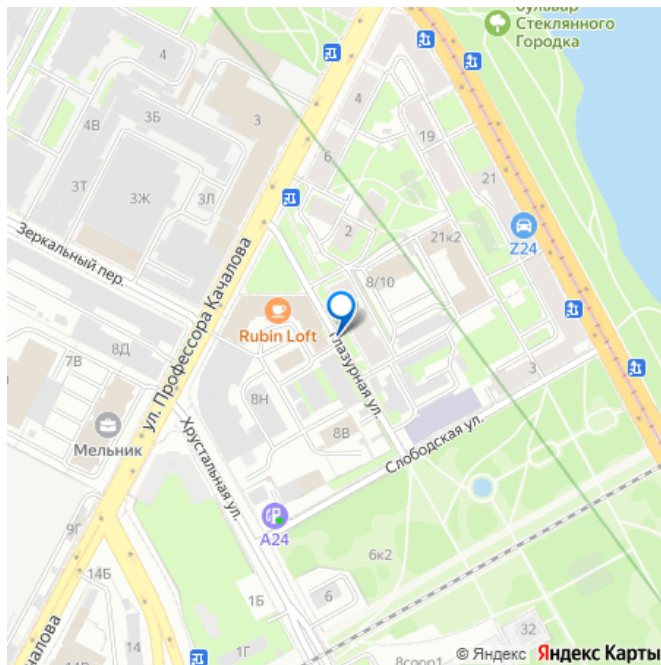 бульвар
Стеклянного
Городка
4
4
3Б
4В
3
19
6
3Т
3Ж
3Л
21
2
21к2
Зеркальный пер.
Z24
8/10
ул. Профессора Качалова
Rubin Loft
Глазурная ул.
8Д
7В
3
8Н
Мельник
8В
Хрустальная ул.
Слободская ул.
А24
9Г
6к2
14Б
1Б
6
14
1Г
32
© Яндекс Яндекс Карты